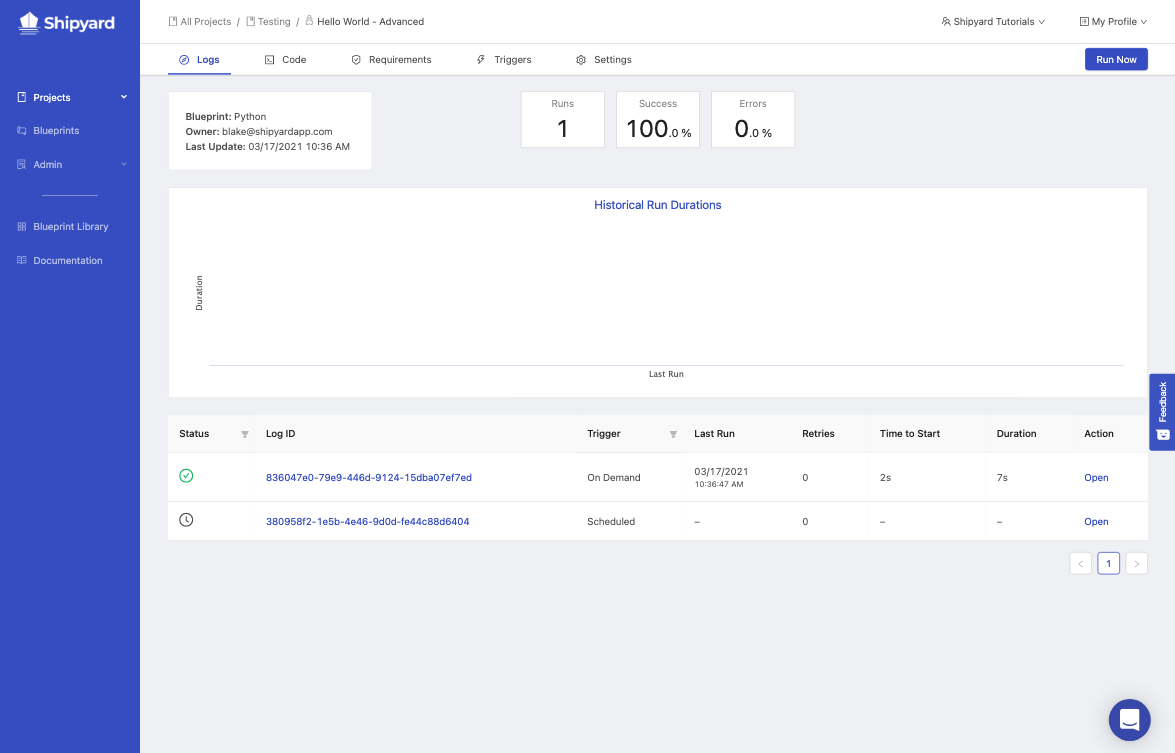 Shipyard
All Projects / Testing / Hello World - Advanced
Shipyard Tutorials
My Profile
Logs
Code
Requirements
Triggers
Settings
Run Now
Projects
Blueprints
Admin
Blueprint Library
Documentation
Blueprint: Python
Owner: blake@shipyardapp.com
Last Update: 03/17/2021 10:36 AM
Runs
1
Success
100.0 %
Errors
0.0 %
Historical Run Durations
Duration
Last Run
Feedback
Status Log ID Trigger Last Run Retries Time to Start Duration Action
836047e0-79e9-446d-9124-15dba07ef7ed On Demand 03/17/2021 0 2s 7s Open
10:36:47 AM
380958f2-1e5b-4e46-9d0d-fe44c88d6404 Scheduled – 0 – – Open
< 1 >